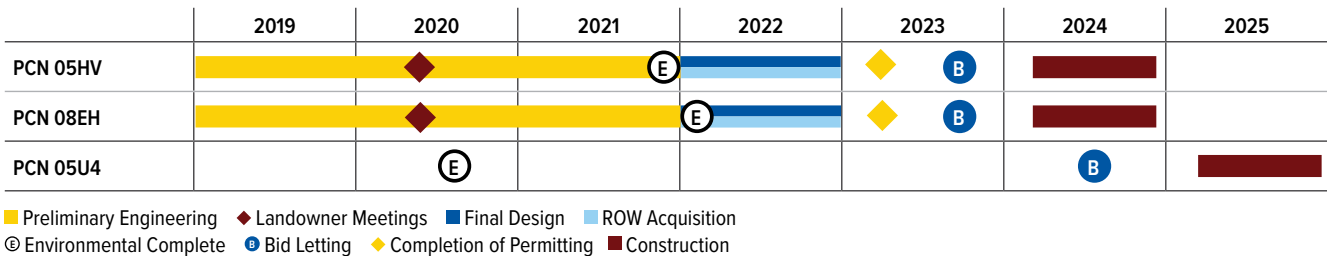 2019 2020 2021 2022 2023 2024 2025
PCN 05HV E B
PCN 08EH E B
PCN 05U4 E B
Preliminary Engineering Landowner Meetings Final Design ROW Acquisition
E Environmental Complete B Bid Letting Completion of Permitting Construction